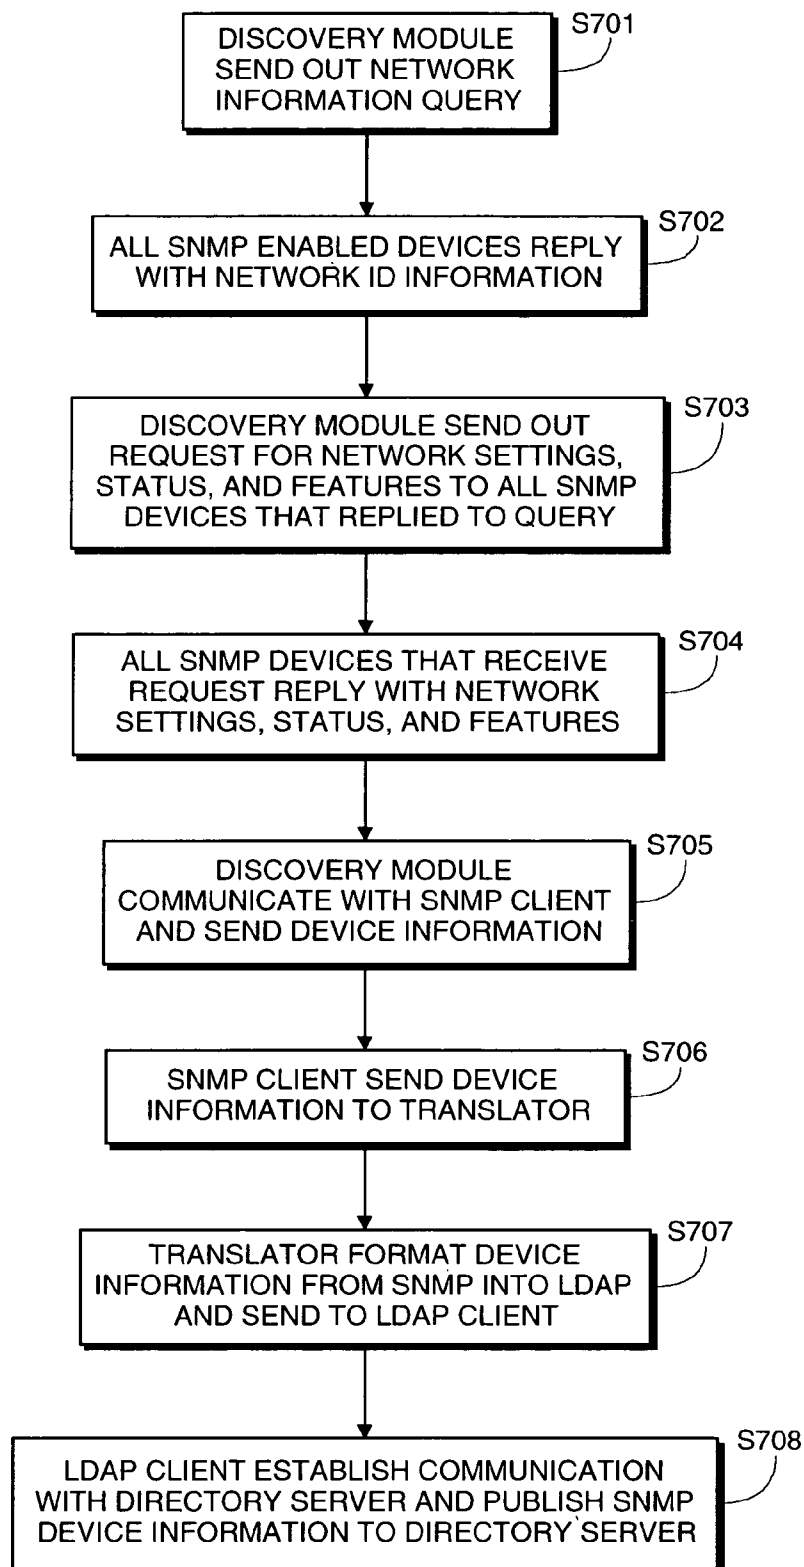 DISCOVERY MODULE
SEND OUT NETWORK
INFORMATION QUERY
S701
ALL SNMP ENABLED DEVICES REPLY
WITH NETWORK ID INFORMATION
S702
DISCOVERY MODULE SEND OUT
REQUEST FOR NETWORK SETTINGS,
STATUS, AND FEATURES TO ALL SNMP
DEVICES THAT REPLIED TO QUERY
S703
ALL SNMP DEVICES THAT RECEIVE
REQUEST REPLY WITH NETWORK
SETTINGS, STATUS, AND FEATURES
S704
DISCOVERY MODULE
COMMUNICATE WITH SNMP CLIENT
AND SEND DEVICE INFORMATION
S705
SNMP CLIENT SEND DEVICE
INFORMATION TO TRANSLATOR
S706
TRANSLATOR FORMAT DEVICE
INFORMATION FROM SNMP INTO LDAP
AND SEND TO LDAP CLIENT
S707
LDAP CLIENT ESTABLISH COMMUNICATION
WITH DIRECTORY SERVER AND PUBLISH SNMP
DEVICE INFORMATION TO DIRECTORY SERVER
S708